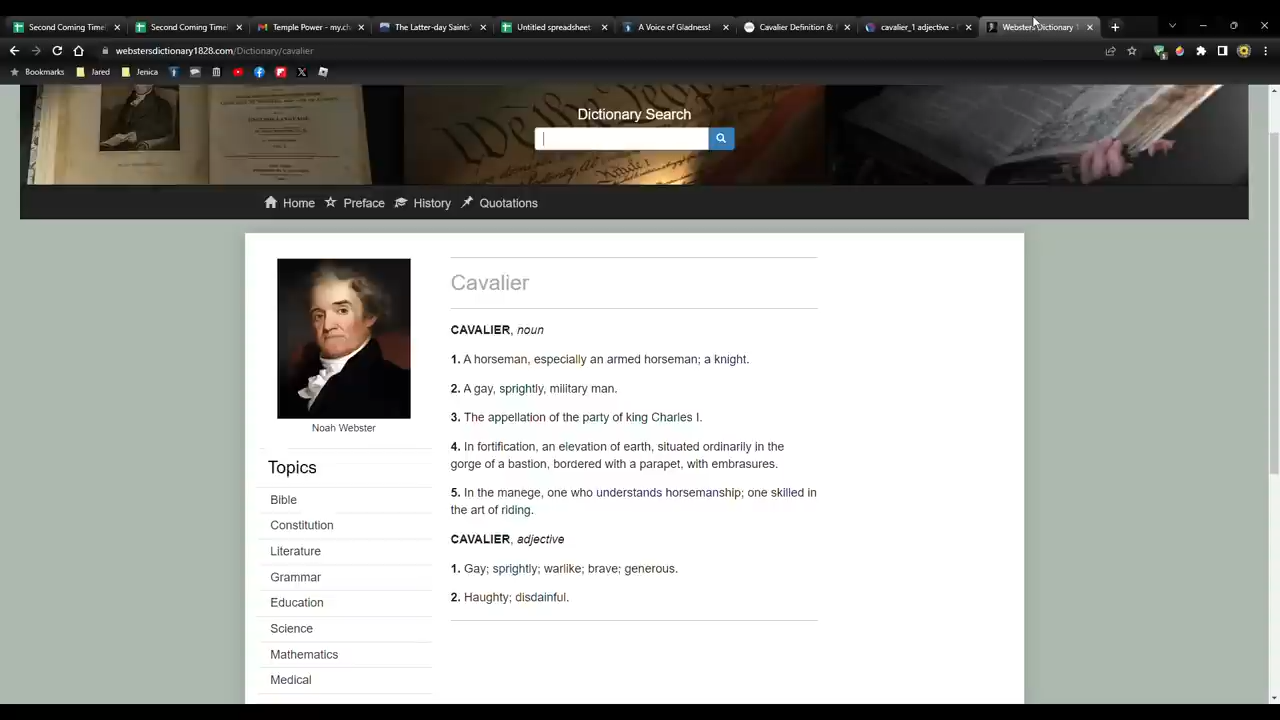 Second Coming Timel
Second Coming Timel
Temple Power - my.ch
The Latter-day Saints'
Untitled spreadsheet
A Voice of Gladness!
Cavalier Definition &
cavalier_1 adjective -
Websters Dictionary 1
webstersdictionary1828.com/Dictionary/cavalier
Bookmarks Jared Jenica
Dictionary Search
Home Preface History Quotations
Cavalier
CAVALIER, noun
1. A horseman, especially an armed horseman; a knight.
2. A gay, sprightly, military man.
3. The appellation of the party of king Charles I.
4. In fortification, an elevation of earth, situated ordinarily in the
gorge of a bastion, bordered with a parapet, with embrasures.
5. In the manege, one who understands horsemanship; one skilled in
the art of riding.
CAVALIER, adjective
1. Gay; sprightly; warlike; brave; generous.
2. Haughty; disdainful.
Noah Webster
Topics
Bible
Constitution
Literature
Grammar
Education
Science
Mathematics
Medical